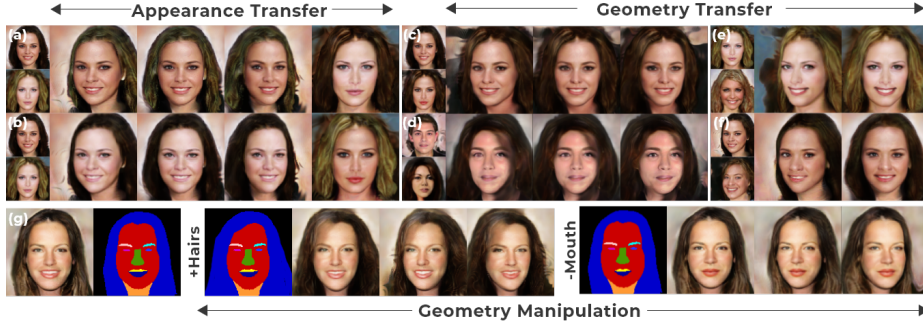 Appearance Transfer
Geometry Transfer
(a)
(c)
(e)
(b)
(d)
(f)
(g)
+Hairs
-Mouth
Geometry Manipulation